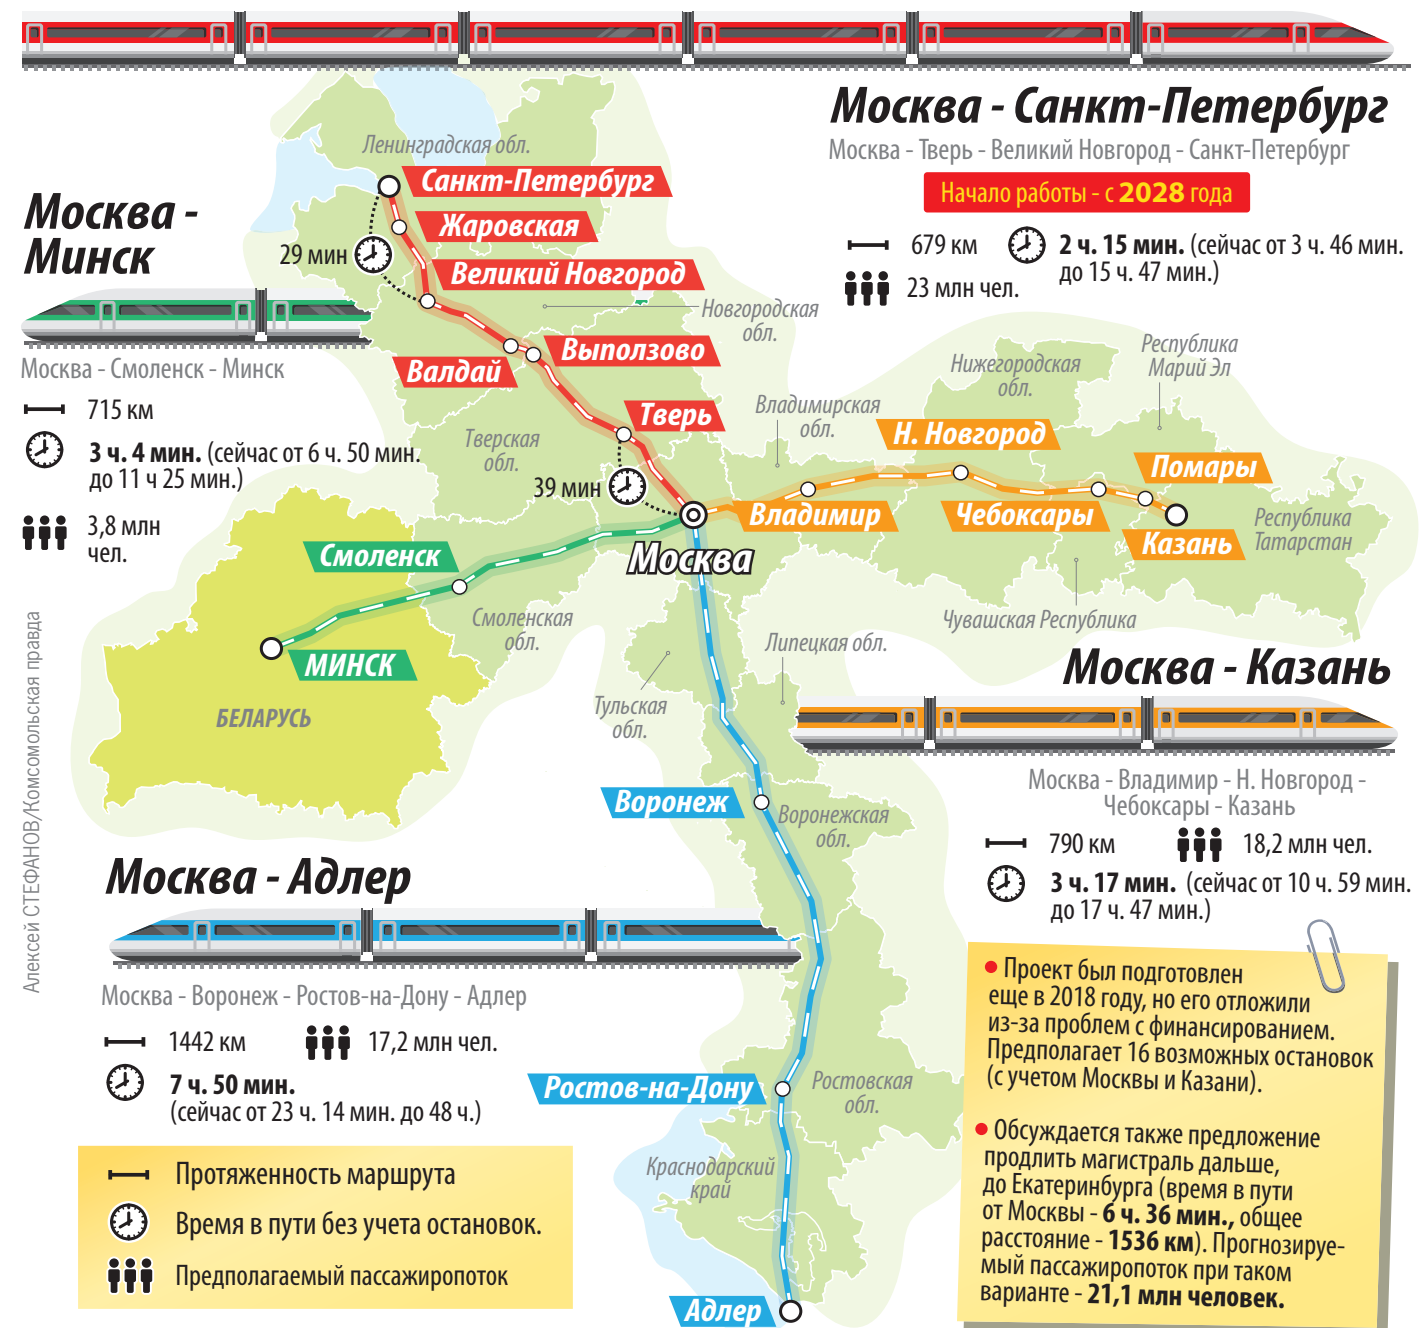 Москва - Санкт-Петербург
Москва - Тверь - Великий Новгород - Санкт-Петербург
Начало работы - с 2028 года
679 км
2 ч. 15 мин. (сейчас от 3 ч. 46 мин.
до 15 ч. 47 мин.)
23 млн чел.
Москва -
Минск
Москва - Смоленск - Минск
715 км
3 ч. 4 мин. (сейчас от 6 ч. 50 мин.
до 11 ч 25 мин.)
3,8 млн
чел.
Ленинградская обл.
Санкт-Петербург
Жаровская
29 мин
Великий Новгород
Новгородская
обл.
Выползово
Валдай
Тверь
Тверская
обл.
39 мин
Москва
Владимирская
обл.
Нижегородская
обл.
Республика
Марий Эл
Н. Новгород
Помары
Владимир
Чебоксары
Казань
Республика
Татарстан
Чувашская Республика
Смоленск
Смоленская
обл.
МИНСК
БЕЛАРУСЬ
Тульская
обл.
Липецкая обл.
Воронеж
Воронежская
обл.
Ростов-на-Дону
Ростовская
обл.
Краснодарский
край
Адлер
Москва - Казань
Москва - Владимир - Н. Новгород -
Чебоксары - Казань
790 км
18,2 млн чел.
3 ч. 17 мин. (сейчас от 10 ч. 59 мин.
до 17 ч. 47 мин.)
Москва - Адлер
Москва - Воронеж - Ростов-на-Дону - Адлер
1442 км
17,2 млн чел.
7 ч. 50 мин.
(сейчас от 23 ч. 14 мин. до 48 ч.)
Протяженность маршрута
Время в пути без учета остановок.
Предполагаемый пассажиропоток
• Проект был подготовлен
еще в 2018 году, но его отложили
из-за проблем с финансированием.
Предполагает 16 возможных остановок
(с учетом Москвы и Казани).
• Обсуждается также предложение
продлить магистраль дальше,
до Екатеринбурга (время в пути
от Москвы - 6 ч. 36 мин., общее
расстояние - 1536 км). Прогнозируе-
мый пассажиропоток при таком
варианте - 21,1 млн человек.
Алексей СТЕФАНОВ/Комсомольская правда